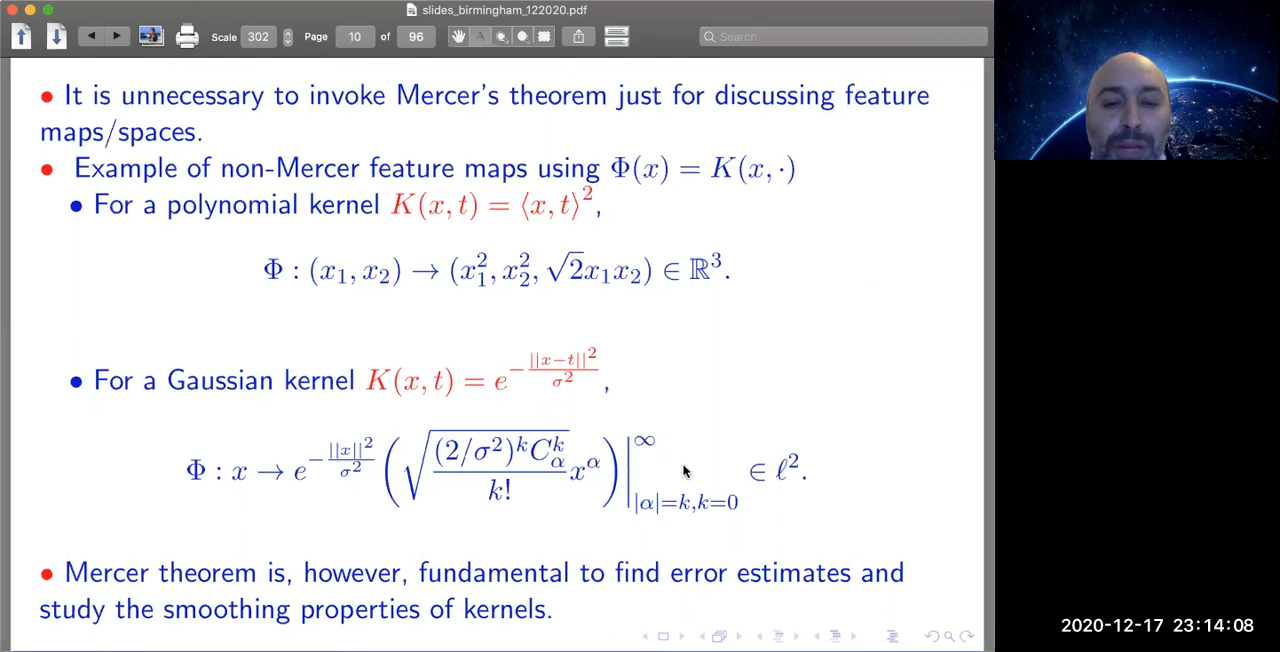 slides_birmingham_122020.pdf
Scale 302 Page 10 of 96 Search
• It is unnecessary to invoke Mercer's theorem just for discussing feature
maps/spaces.
• Example of non-Mercer feature maps using Φ(x) = K(x, ·)
• For a polynomial kernel K(x, t) = ⟨x, t⟩²,
Φ : (x₁, x₂) → (x₁², x₂², √2x₁x₂) ∈ ℝ³.
• For a Gaussian kernel K(x, t) = e^{−||x−t||²/σ²},
Φ : x → e^{−||x||²/σ²} (√((2/σ²)^k C^k_α / k!) x^α)|^∞_{|α|=k,k=0} ∈ ℓ².
• Mercer theorem is, however, fundamental to find error estimates and
study the smoothing properties of kernels.
2020-12-17 23:14:08